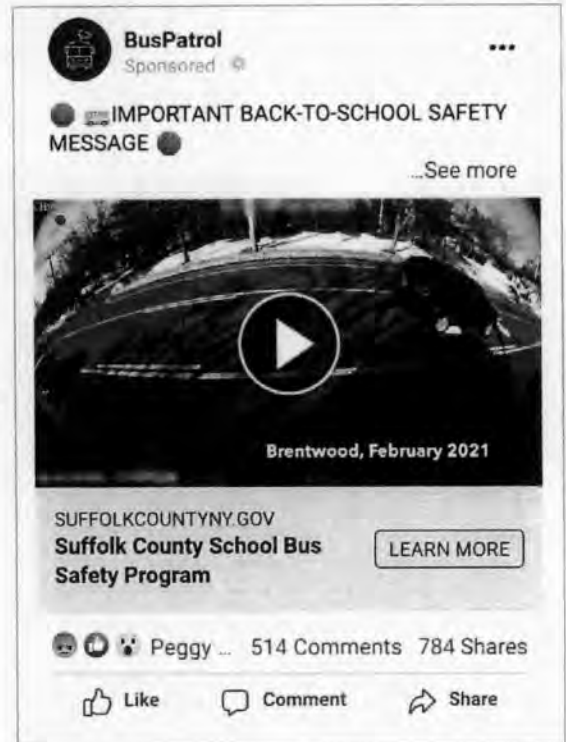 BusPatrol
Sponsored
IMPORTANT BACK-TO-SCHOOL SAFETY
MESSAGE
...See more
Brentwood, February 2021
SUFFOLKCOUNTYNY.GOV
Suffolk County School Bus
Safety Program
LEARN MORE
Peggy ... 514 Comments 784 Shares
Like Comment Share